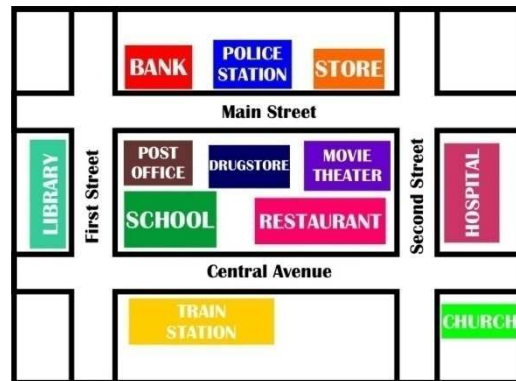 BANK
POLICE
STATION
STORE
Main Street
LIBRARY
First Street
POST
OFFICE
DRUGSTORE
MOVIE
THEATER
Second Street
HOSPITAL
SCHOOL
RESTAURANT
Central Avenue
TRAIN
STATION
CHURCH